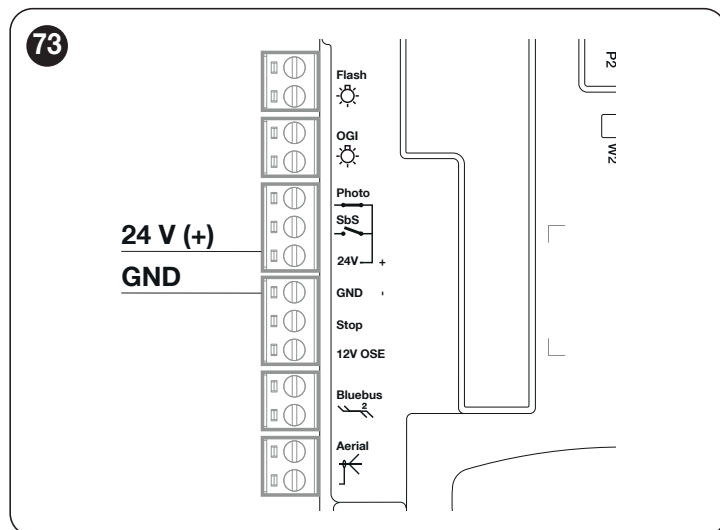 73
Flash
OGI
Photo
SbS
24 V (+)
24V +
GND
GND -
Stop
12V OSE
Bluebus
2
Aerial
P2
W2